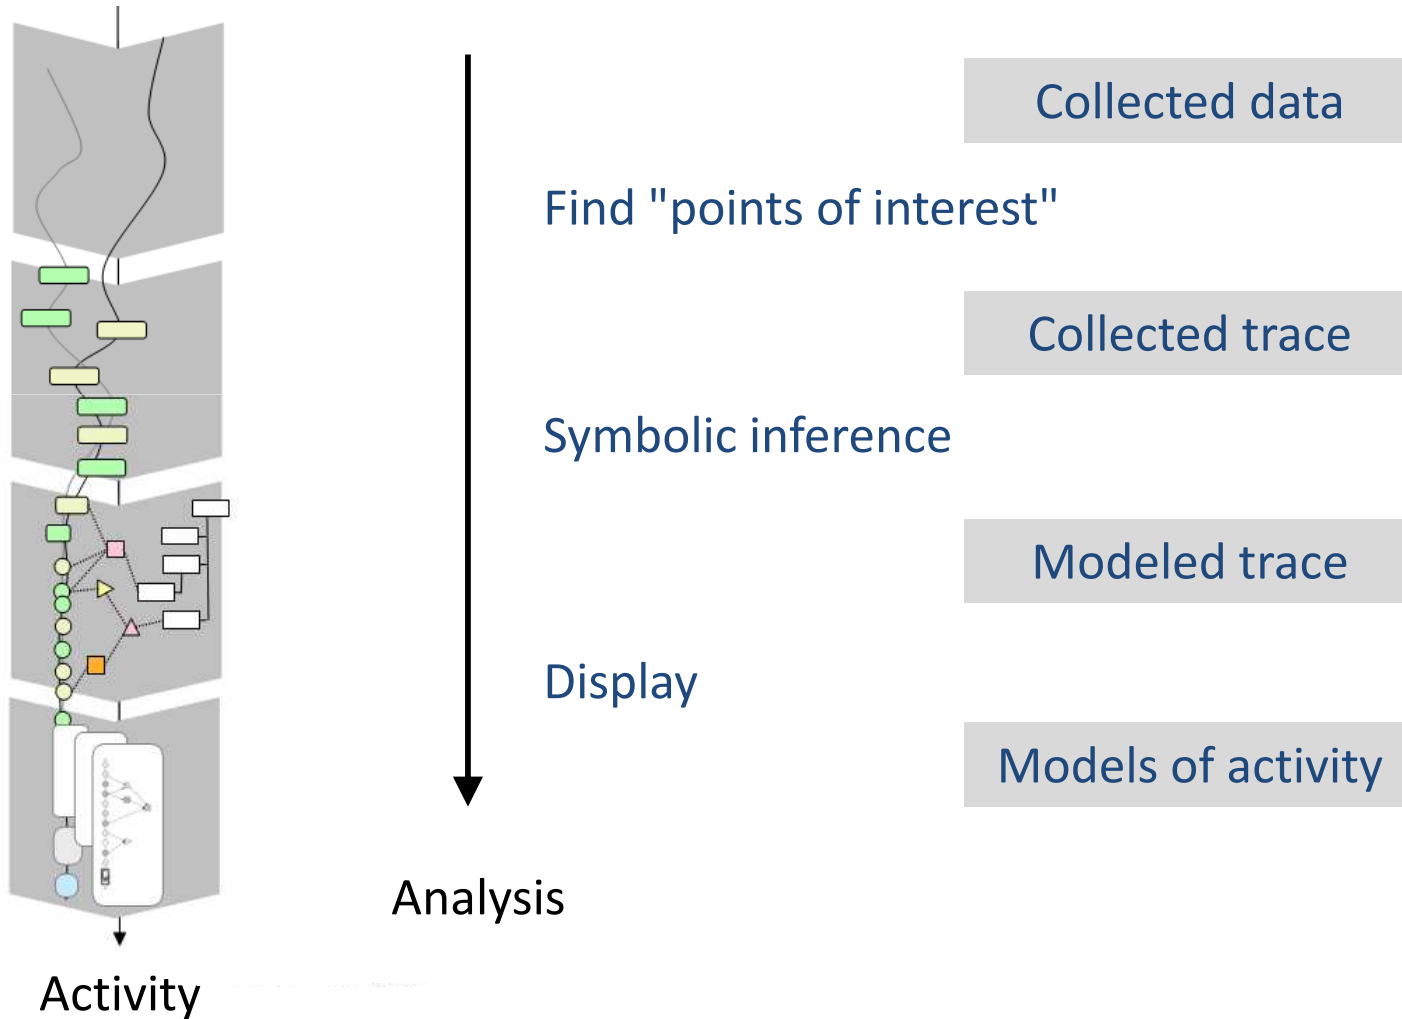 Collected data
Find "points of interest"
Collected trace
Symbolic inference
Modeled trace
Display
Models of activity
Analysis
Activity